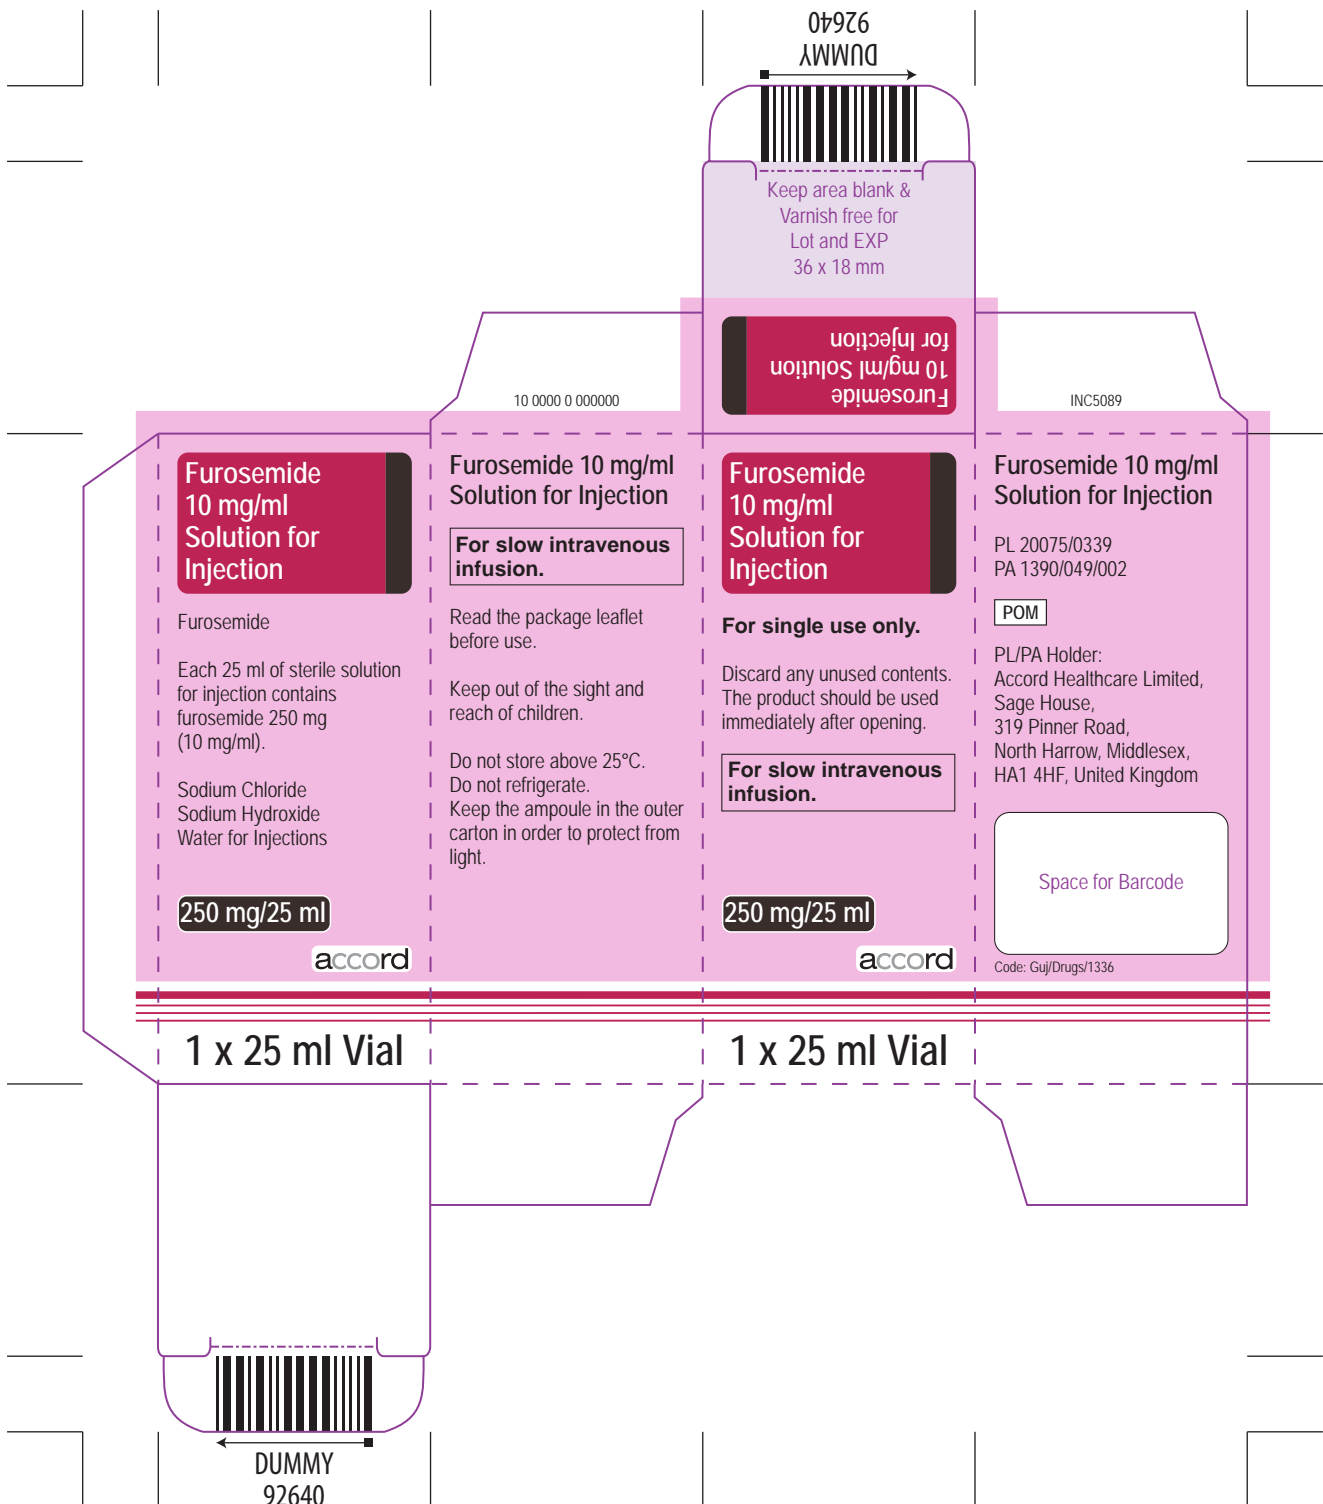 92640
DUMMY
Keep area blank &
Varnish free for
Lot and EXP
36 x 18 mm
Furosemide
10 mg/ml Solution
for Injection
10 0000 0 000000
INC5089
Furosemide
10 mg/ml
Solution for
Injection
Furosemide
Each 25 ml of sterile solution
for injection contains
furosemide 250 mg
(10 mg/ml).
Sodium Chloride
Sodium Hydroxide
Water for Injections
250 mg/25 ml
accord
1 x 25 ml Vial
Furosemide 10 mg/ml
Solution for Injection
For slow intravenous
infusion.
Read the package leaflet
before use.
Keep out of the sight and
reach of children.
Do not store above 25°C.
Do not refrigerate.
Keep the ampoule in the outer
carton in order to protect from
light.
Furosemide
10 mg/ml
Solution for
Injection
For single use only.
Discard any unused contents.
The product should be used
immediately after opening.
For slow intravenous
infusion.
250 mg/25 ml
accord
1 x 25 ml Vial
Furosemide 10 mg/ml
Solution for Injection
PL 20075/0339
PA 1390/049/002
POM
PL/PA Holder:
Accord Healthcare Limited,
Sage House,
319 Pinner Road,
North Harrow, Middlesex,
HA1 4HF, United Kingdom
Space for Barcode
Code: Guj/Drugs/1336
DUMMY
92640